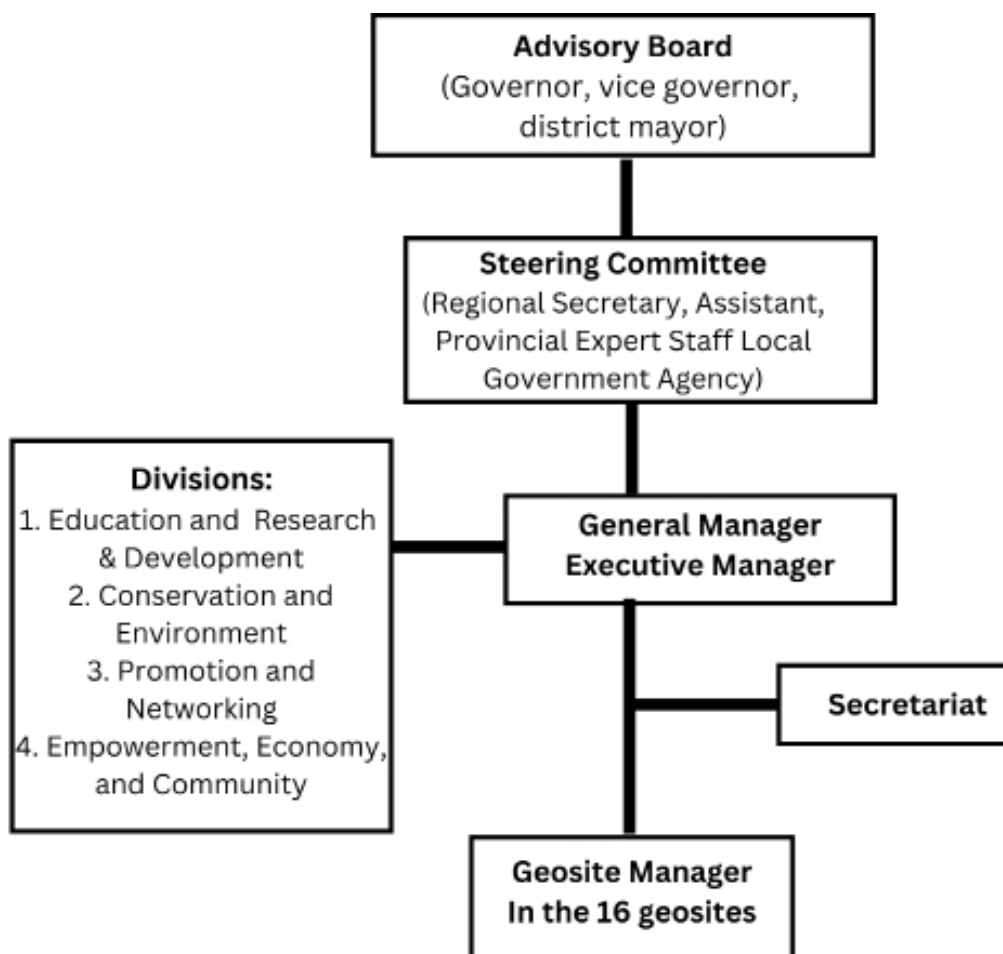 Advisory Board
(Governor, vice governor,
district mayor)
Steering Committee
(Regional Secretary, Assistant,
Provincial Expert Staff Local
Government Agency)
Divisions:
1. Education and Research
& Development
2. Conservation and
Environment
3. Promotion and
Networking
4. Empowerment, Economy,
and Community
General Manager
Executive Manager
Secretariat
Geosite Manager
In the 16 geosites